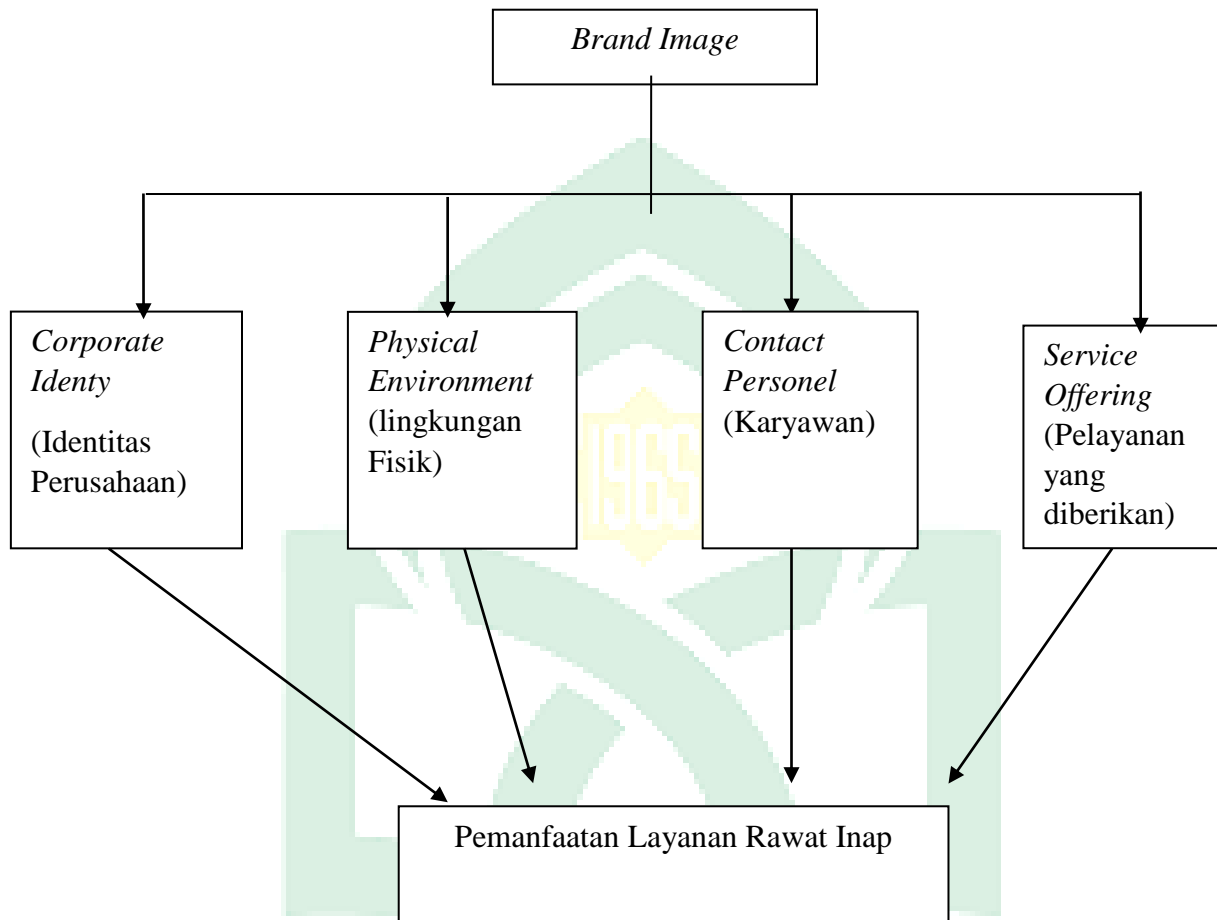 Brand Image
Corporate
Identy
(Identitas
Perusahaan)
Physical
Environment
(lingkungan
Fisik)
Contact
Personel
(Karyawan)
Service
Offering
(Pelayanan
yang
diberikan)
1965
Pemanfaatan Layanan Rawat Inap